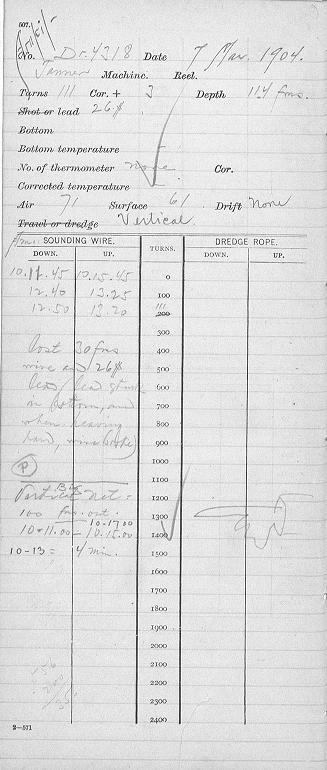 507.
No. Dr. 4318 Date 7 Mar. 1904.
Tanner Machine. Reel.
Turns 111 Cor. + 3 Depth 114 fms.
Shot or lead 26#
Bottom
Bottom temperature
No. of thermometer none Cor.
Corrected temperature
Air 71 Surface 61 Drift None
Trawl or dredge Vertical
SOUNDING WIRE. TURNS. DREDGE ROPE.
DOWN. UP. DOWN. UP.
10.11.45 10.15.45 0
12.40 13.25 100
12.50 13.20 111
200
300
Lost 30 fms 400
wire and 26# 500
lead (lead stuck 600
in bottom, and 700
when heaving 800
hard, wire broke) 900
1000
P 1100
Vertical Net = 1200
100 fms. out. 1300
10-17.00
10-11.00 - 10.15.00 1400
10-13 = 4 min. 1500
1600
1700
1800
1900
2000
2100
2200
2300
2400
2-571